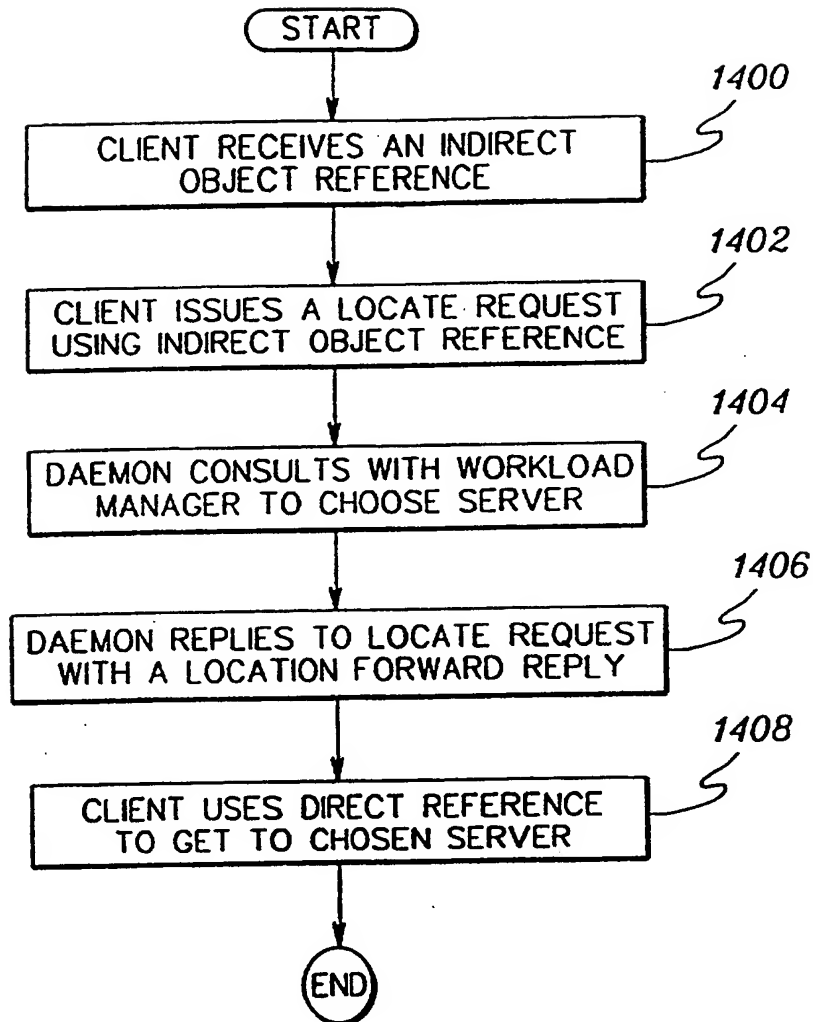 START
1400
CLIENT RECEIVES AN INDIRECT
OBJECT REFERENCE
1402
CLIENT ISSUES A LOCATE REQUEST
USING INDIRECT OBJECT REFERENCE
1404
DAEMON CONSULTS WITH WORKLOAD
MANAGER TO CHOOSE SERVER
1406
DAEMON REPLIES TO LOCATE REQUEST
WITH A LOCATION FORWARD REPLY
1408
CLIENT USES DIRECT REFERENCE
TO GET TO CHOSEN SERVER
END